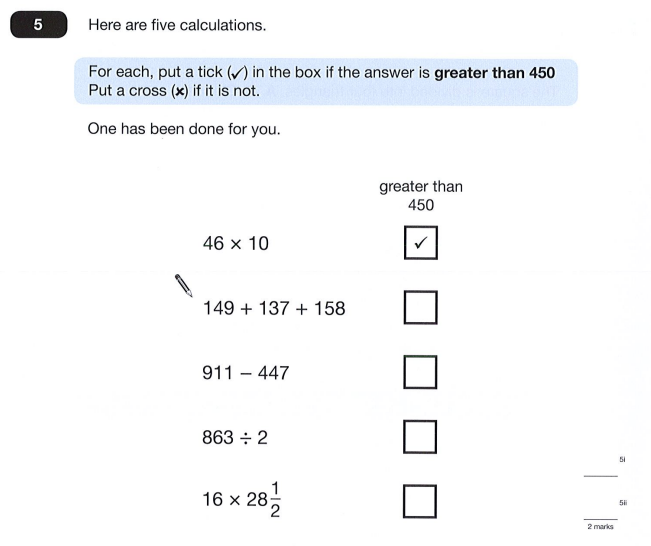 5 Here are five calculations.
For each, put a tick (✓) in the box if the answer is greater than 450
Put a cross (✗) if it is not.
One has been done for you.
greater than
450
46 × 10 ✓
149 + 137 + 158
911 − 447
863 ÷ 2
16 × 28 1/2
5i
5ii
2 marks